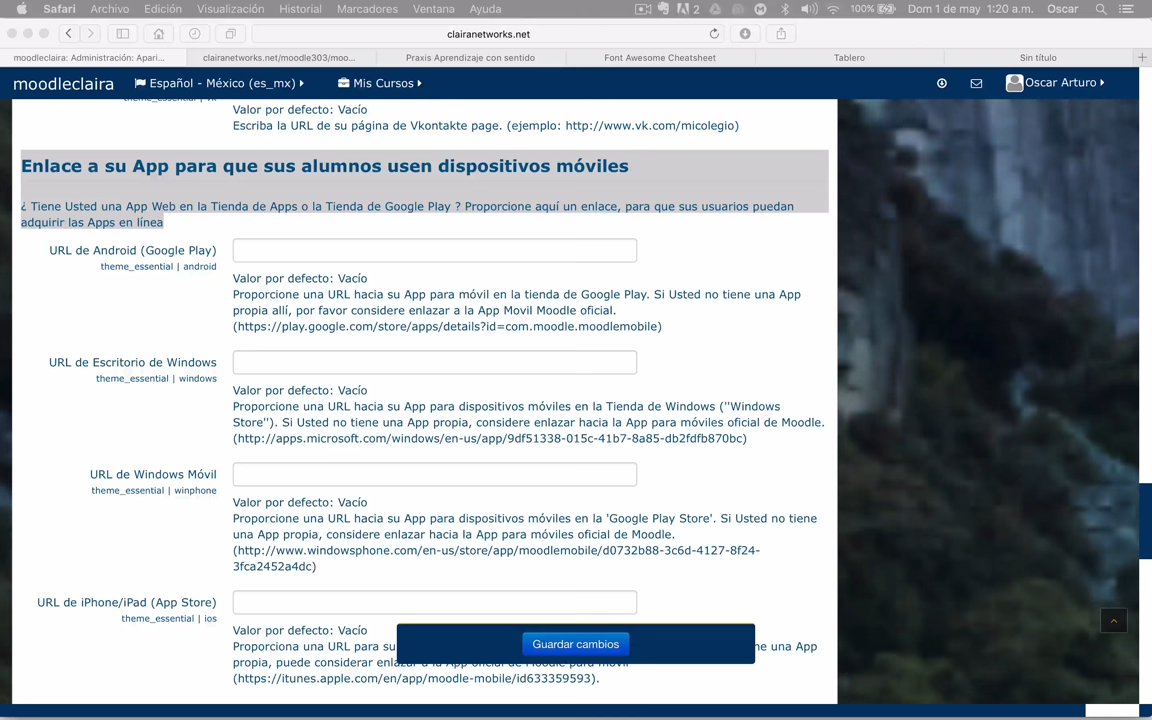 Safari Archivo Edición Visualización Historial Marcadores Ventana Ayuda 2 100% Dom 1 de may 1:20 a.m. Oscar
clairanetworks.net
moodleclaira: Administración: Apari... clairanetworks.net/moodle303/moo... Praxis Aprendizaje con sentido Font Awesome Cheatsheet Tablero Sin título
moodleclaira Español - México (es_mx) Mis Cursos Oscar Arturo
Valor por defecto: Vacío
Escriba la URL de su página de Vkontakte page. (ejemplo: http://www.vk.com/micolegio)
Enlace a su App para que sus alumnos usen dispositivos móviles
¿ Tiene Usted una App Web en la Tienda de Apps o la Tienda de Google Play ? Proporcione aquí un enlace, para que sus usuarios puedan
adquirir las Apps en línea
URL de Android (Google Play)
theme_essential | android
Valor por defecto: Vacío
Proporcione una URL hacia su App para móvil en la tienda de Google Play. Si Usted no tiene una App
propia allí, por favor considere enlazar a la App Movil Moodle oficial.
(https://play.google.com/store/apps/details?id=com.moodle.moodlemobile)
URL de Escritorio de Windows
theme_essential | windows
Valor por defecto: Vacío
Proporcione una URL hacia su App para dispositivos móviles en la Tienda de Windows (''Windows
Store''). Si Usted no tiene una App propia, considere enlazar hacia la App para móviles oficial de Moodle.
(http://apps.microsoft.com/windows/en-us/app/9df51338-015c-41b7-8a85-db2fdfb870bc)
URL de Windows Móvil
theme_essential | winphone
Valor por defecto: Vacío
Proporcione una URL hacia su App para dispositivos móviles en la 'Google Play Store'. Si Usted no tiene
una App propia, considere enlazar hacia la App para móviles oficial de Moodle.
(http://www.windowsphone.com/en-us/store/app/moodlemobile/d0732b88-3c6d-4127-8f24-
3fca2452a4dc)
URL de iPhone/iPad (App Store)
theme_essential | ios
Valor por defecto: Vacío
Guardar cambios
Proporciona una URL para su ne una App
propia, puede considerar enlazar a la App oficial de Moodle para móvil
(https://itunes.apple.com/en/app/moodle-mobile/id633359593).